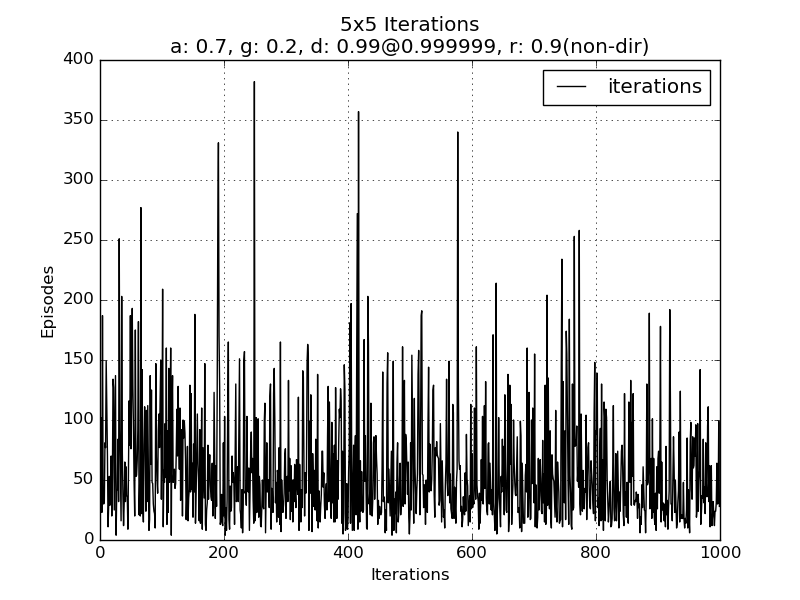 5x5 Iterations
a: 0.7, g: 0.2, d: 0.99@0.999999, r: 0.9(non-dir)
400
350
300
250
200
150
100
50
0
Episodes
iterations
0 200 400 600 800 1000
Iterations